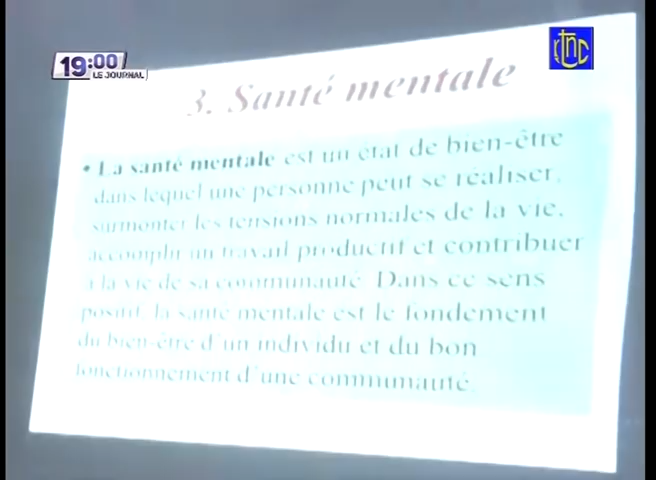 19:00
LE JOURNAL
rtnc
3. Santé mentale
• La santé mentale est un état de bien-être
dans lequel une personne peut se réaliser,
surmonter les tensions normales de la vie,
accomplir un travail productif et contribuer
à la vie de sa communauté. Dans ce sens
positif, la santé mentale est le fondement
du bien-être d'un individu et du bon
fonctionnement d'une communauté.